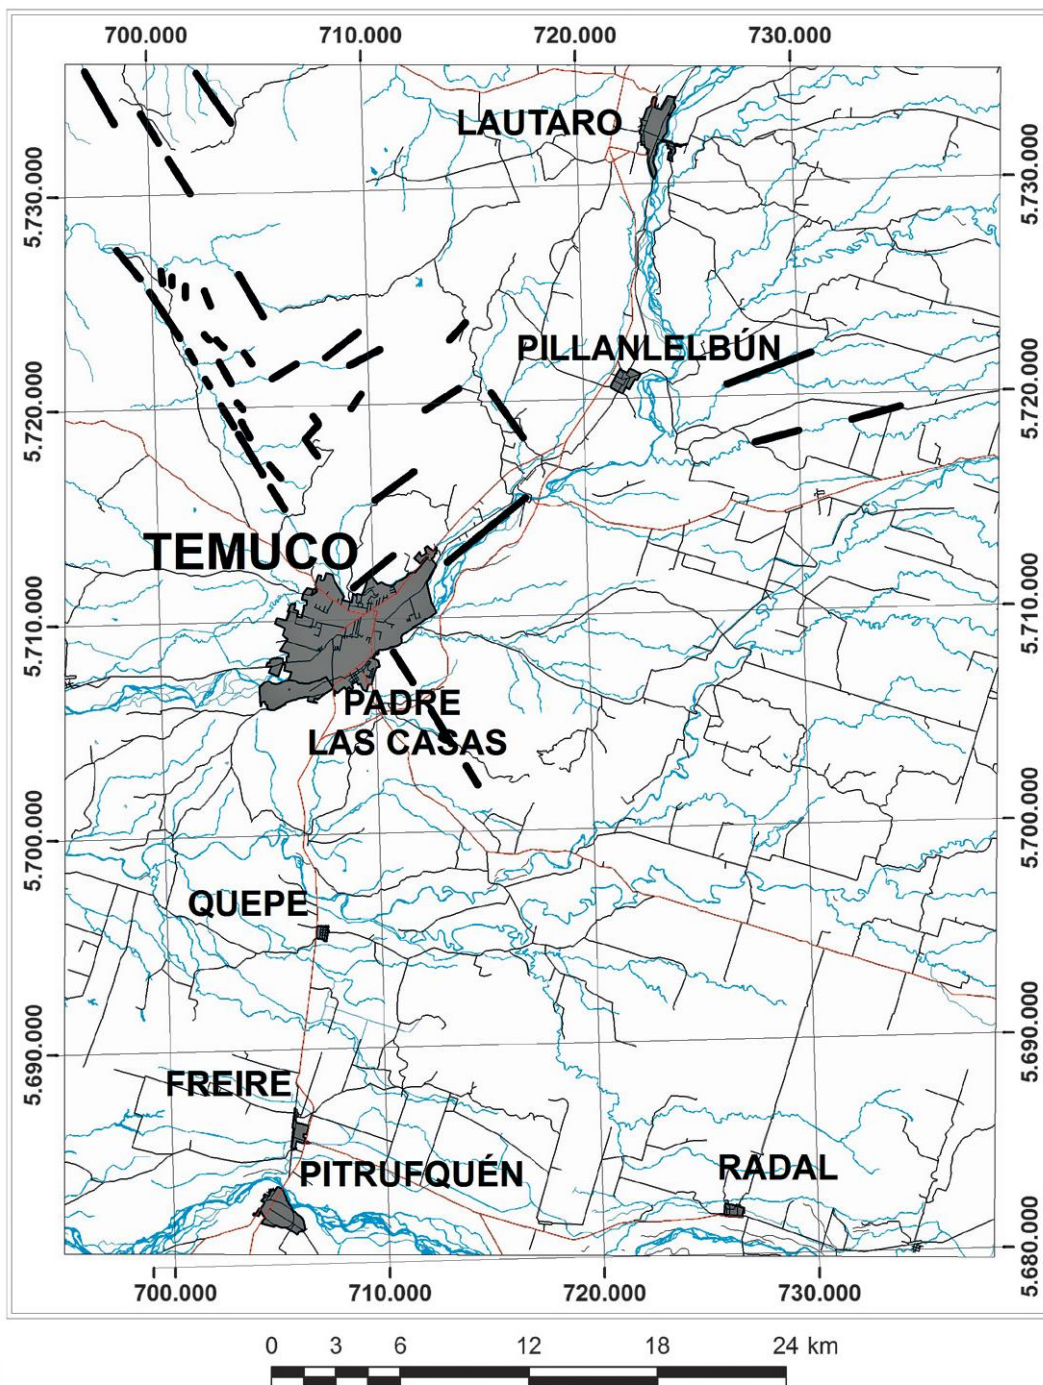 700.000 710.000 720.000 730.000
LAUTARO
5.730.000 5.730.000
PILLANLELBÚN
5.720.000 5.720.000
TEMUCO
5.710.000 5.710.000
PADRE
LAS CASAS
5.700.000 5.700.000
QUEPE
5.690.000 5.690.000
FREIRE
PITRUFQUÉN
RADAL
5.680.000
700.000 710.000 720.000 730.000
0 3 6 12 18 24 km